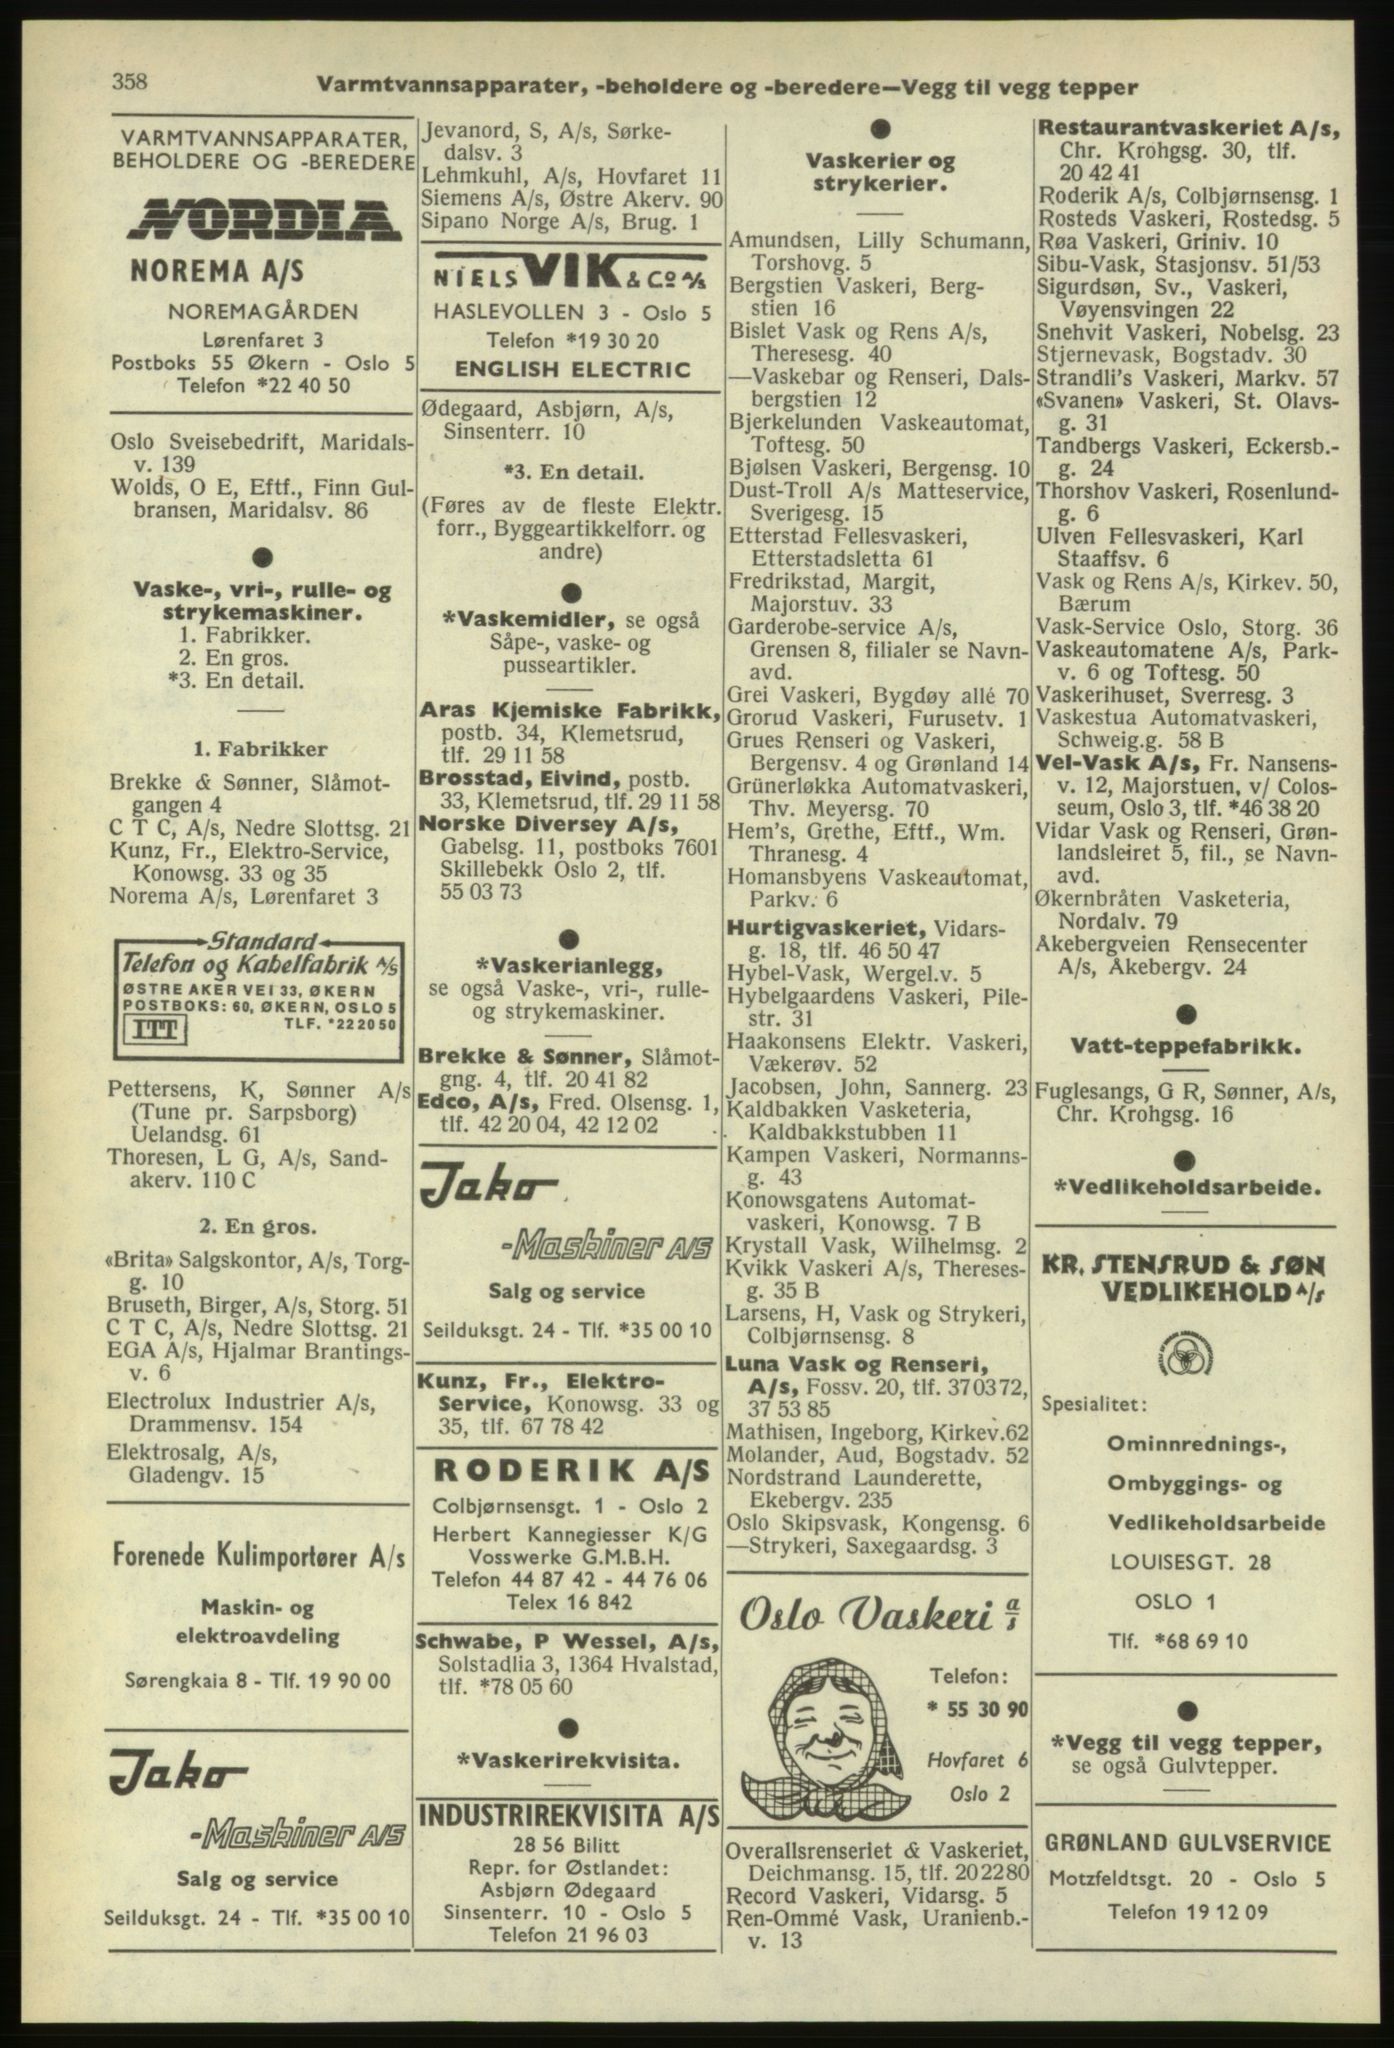 358
Varmtvannsapparater, -beholdere og -beredere—Vegg til vegg tepper
VARMTVANNSAPPARATER,
BEHOLDERE OG -BEREDERE
NORDIA
NOREMA A/S
NOREMAGÅRDEN
Lørenfaret 3
Postboks 55 Økern - Oslo 5
Telefon *22 40 50
Oslo Sveisebedrift, Maridals-
v. 139
Wolds, O E, Eftf., Finn Gul-
bransen, Maridalsv. 86
●
Vaske-, vri-, rulle- og
strykemaskiner.
1. Fabrikker.
2. En gros.
*3. En detail.
1. Fabrikker
Brekke & Sønner, Slåmot-
gangen 4
C T C, A/s, Nedre Slottsg. 21
Kunz, Fr., Elektro-Service,
Konowsg. 33 og 35
Norema A/s, Lørenfaret 3
Standard
Telefon og Kabelfabrik A/s
ØSTRE AKER VEI 33, ØKERN
POSTBOKS: 60, ØKERN, OSLO 5
ITT
TLF. *22 20 50
Pettersens, K, Sønner A/s
(Tune pr. Sarpsborg)
Uelandsg. 61
Thoresen, L G, A/s, Sand-
akerv. 110 C
2. En gros.
«Brita» Salgskontor, A/s, Torg-
g. 10
Bruseth, Birger, A/s, Storg. 51
C T C, A/s, Nedre Slottsg. 21
EGA A/s, Hjalmar Brantings-
v. 6
Electrolux Industrier A/s,
Drammensv. 154
Elektrosalg, A/s,
Gladengv. 15
Forenede Kulimportører A/s
Maskin- og
elektroavdeling
Sørengkaia 8 - Tlf. 19 90 00
Jako
-Maskiner A/S
Salg og service
Seilduksgt. 24 - Tlf. *35 00 10
Jevanord, S, A/s, Sørke-
dalsv. 3
Lehmkuhl, A/s, Hovfaret 11
Siemens A/s, Østre Akerv. 90
Sipano Norge A/s, Brug. 1
NIELS VIK & Co A/s
HASLEVOLLEN 3 - Oslo 5
Telefon *19 30 20
ENGLISH ELECTRIC
Ødegaard, Asbjørn, A/s,
Sinsenterr. 10
*3. En detail.
(Føres av de fleste Elektr.
forr., Byggeartikkelforr. og
andre)
●
*Vaskemidler, se også
Såpe-, vaske- og
pusseartikler.
Aras Kjemiske Fabrikk,
postb. 34, Klemetsrud,
tlf. 29 11 58
Brosstad, Eivind, postb.
33, Klemetsrud, tlf. 29 11 58
Norske Diversey A/s,
Gabelsg. 11, postboks 7601
Skillebekk Oslo 2, tlf.
55 03 73
●
*Vaskerianlegg,
se også Vaske-, vri-, rulle-
og strykemaskiner.
Brekke & Sønner, Slåmot-
gng. 4, tlf. 20 41 82
Edco, A/s, Fred. Olsensg. 1,
tlf. 42 20 04, 42 12 02
Jako
-Maskiner A/S
Salg og service
Seilduksgt. 24 - Tlf. *35 00 10
Kunz, Fr., Elektro-
Service, Konowsg. 33 og
35, tlf. 67 78 42
RODERIK A/S
Colbjørnsensgt. 1 - Oslo 2
Herbert Kannegiesser K/G
Vosswerke G.M.B.H.
Telefon 44 87 42 - 44 76 06
Telex 16 842
Schwabe, P Wessel, A/s,
Solstadlia 3, 1364 Hvalstad,
tlf. *78 05 60
●
*Vaskerirekvisita.
INDUSTRIREKVISITA A/S
28 56 Bilitt
Repr. for Østlandet:
Asbjørn Ødegaard
Sinsenterr. 10 - Oslo 5
Telefon 21 96 03
●
Vaskerier og
strykerier.
Amundsen, Lilly Schumann,
Torshovg. 5
Bergstien Vaskeri, Berg-
stien 16
Bislet Vask og Rens A/s,
Theresesg. 40
—Vaskebar og Renseri, Dals-
bergstien 12
Bjerkelunden Vaskeautomat,
Toftesg. 50
Bjølsen Vaskeri, Bergensg. 10
Dust-Troll A/s Matteservice,
Sverigesg. 15
Etterstad Fellesvaskeri,
Etterstadsletta 61
Fredrikstad, Margit,
Majorstuv. 33
Garderobe-service A/s,
Grensen 8, filialer se Navn-
avd.
Grei Vaskeri, Bygdøy allé 70
Grorud Vaskeri, Furusetv. 1
Grues Renseri og Vaskeri,
Bergensv. 4 og Grønland 14
Grünerløkka Automatvaskeri,
Thv. Meyersg. 70
Hem's, Grethe, Eftf., Wm.
Thranesg. 4
Homansbyens Vaskeautomat,
Parkv. 6
Hurtigvaskeriet, Vidars-
g. 18, tlf. 46 50 47
Hybel-Vask, Wergel.v. 5
Hybelgaardens Vaskeri, Pile-
str. 31
Haakonsens Elektr. Vaskeri,
Vækerøv. 52
Jacobsen, John, Sannerg. 23
Kaldbakken Vasketeria,
Kaldbakkstubben 11
Kampen Vaskeri, Normanns-
g. 43
Konowsgatens Automat-
vaskeri, Konowsg. 7 B
Krystall Vask, Wilhelmsg. 2
Kvikk Vaskeri A/s, Thereses-
g. 35 B
Larsens, H, Vask og Strykeri,
Colbjørnsensg. 8
Luna Vask og Renseri,
A/s, Fossv. 20, tlf. 37 03 72,
37 53 85
Mathisen, Ingeborg, Kirkev.62
Molander, Aud, Bogstadv. 52
Nordstrand Launderette,
Ekebergv. 235
Oslo Skipsvask, Kongensg. 6
—Strykeri, Saxegaardsg. 3
Oslo Vaskeri a/s
Telefon:
* 55 30 90
Hovfaret 6
Oslo 2
Overallsrenseriet & Vaskeriet,
Deichmansg. 15, tlf. 20 22 80
Record Vaskeri, Vidarsg. 5
Ren-Ommé Vask, Uranienb.-
v. 13
Restaurantvaskeriet A/s,
Chr. Krohgsg. 30, tlf.
20 42 41
Roderik A/s, Colbjørnsensg. 1
Rosteds Vaskeri, Rostedsg. 5
Røa Vaskeri, Griniv. 10
Sibu-Vask, Stasjonsv. 51/53
Sigurdsøn, Sv., Vaskeri,
Vøyensvingen 22
Snehvit Vaskeri, Nobelsg. 23
Stjernevask, Bogstadv. 30
Strandli's Vaskeri, Markv. 57
«Svanen» Vaskeri, St. Olavs-
g. 31
Tandbergs Vaskeri, Eckersb.-
g. 24
Thorshov Vaskeri, Rosenlund-
g. 6
Ulven Fellesvaskeri, Karl
Staaffsv. 6
Vask og Rens A/s, Kirkev. 50,
Bærum
Vask-Service Oslo, Storg. 36
Vaskeautomatene A/s, Park-
v. 6 og Toftesg. 50
Vaskerihuset, Sverresg. 3
Vaskestua Automatvaskeri,
Schweig.g. 58 B
Vel-Vask A/s, Fr. Nansens-
v. 12, Majorstuen, v/ Colos-
seum, Oslo 3, tlf. *46 38 20
Vidar Vask og Renseri, Grøn-
landsleiret 5, fil., se Navn-
avd.
Økernbråten Vasketeria,
Nordalv. 79
Åkebergveien Rensecenter
A/s, Åkebergv. 24
●
Vatt-teppefabrikk.
Fuglesangs, G R, Sønner, A/s,
Chr. Krohgsg. 16
●
*Vedlikeholdsarbeide.
KR. STENSRUD & SØN
VEDLIKEHOLD A/s
Spesialitet:
Ominnrednings-,
Ombyggings- og
Vedlikeholdsarbeide
LOUISESGT. 28
OSLO 1
Tlf. *68 69 10
●
*Vegg til vegg tepper,
se også Gulvtepper.
GRØNLAND GULVSERVICE
Motzfeldtsgt. 20 - Oslo 5
Telefon 19 12 09